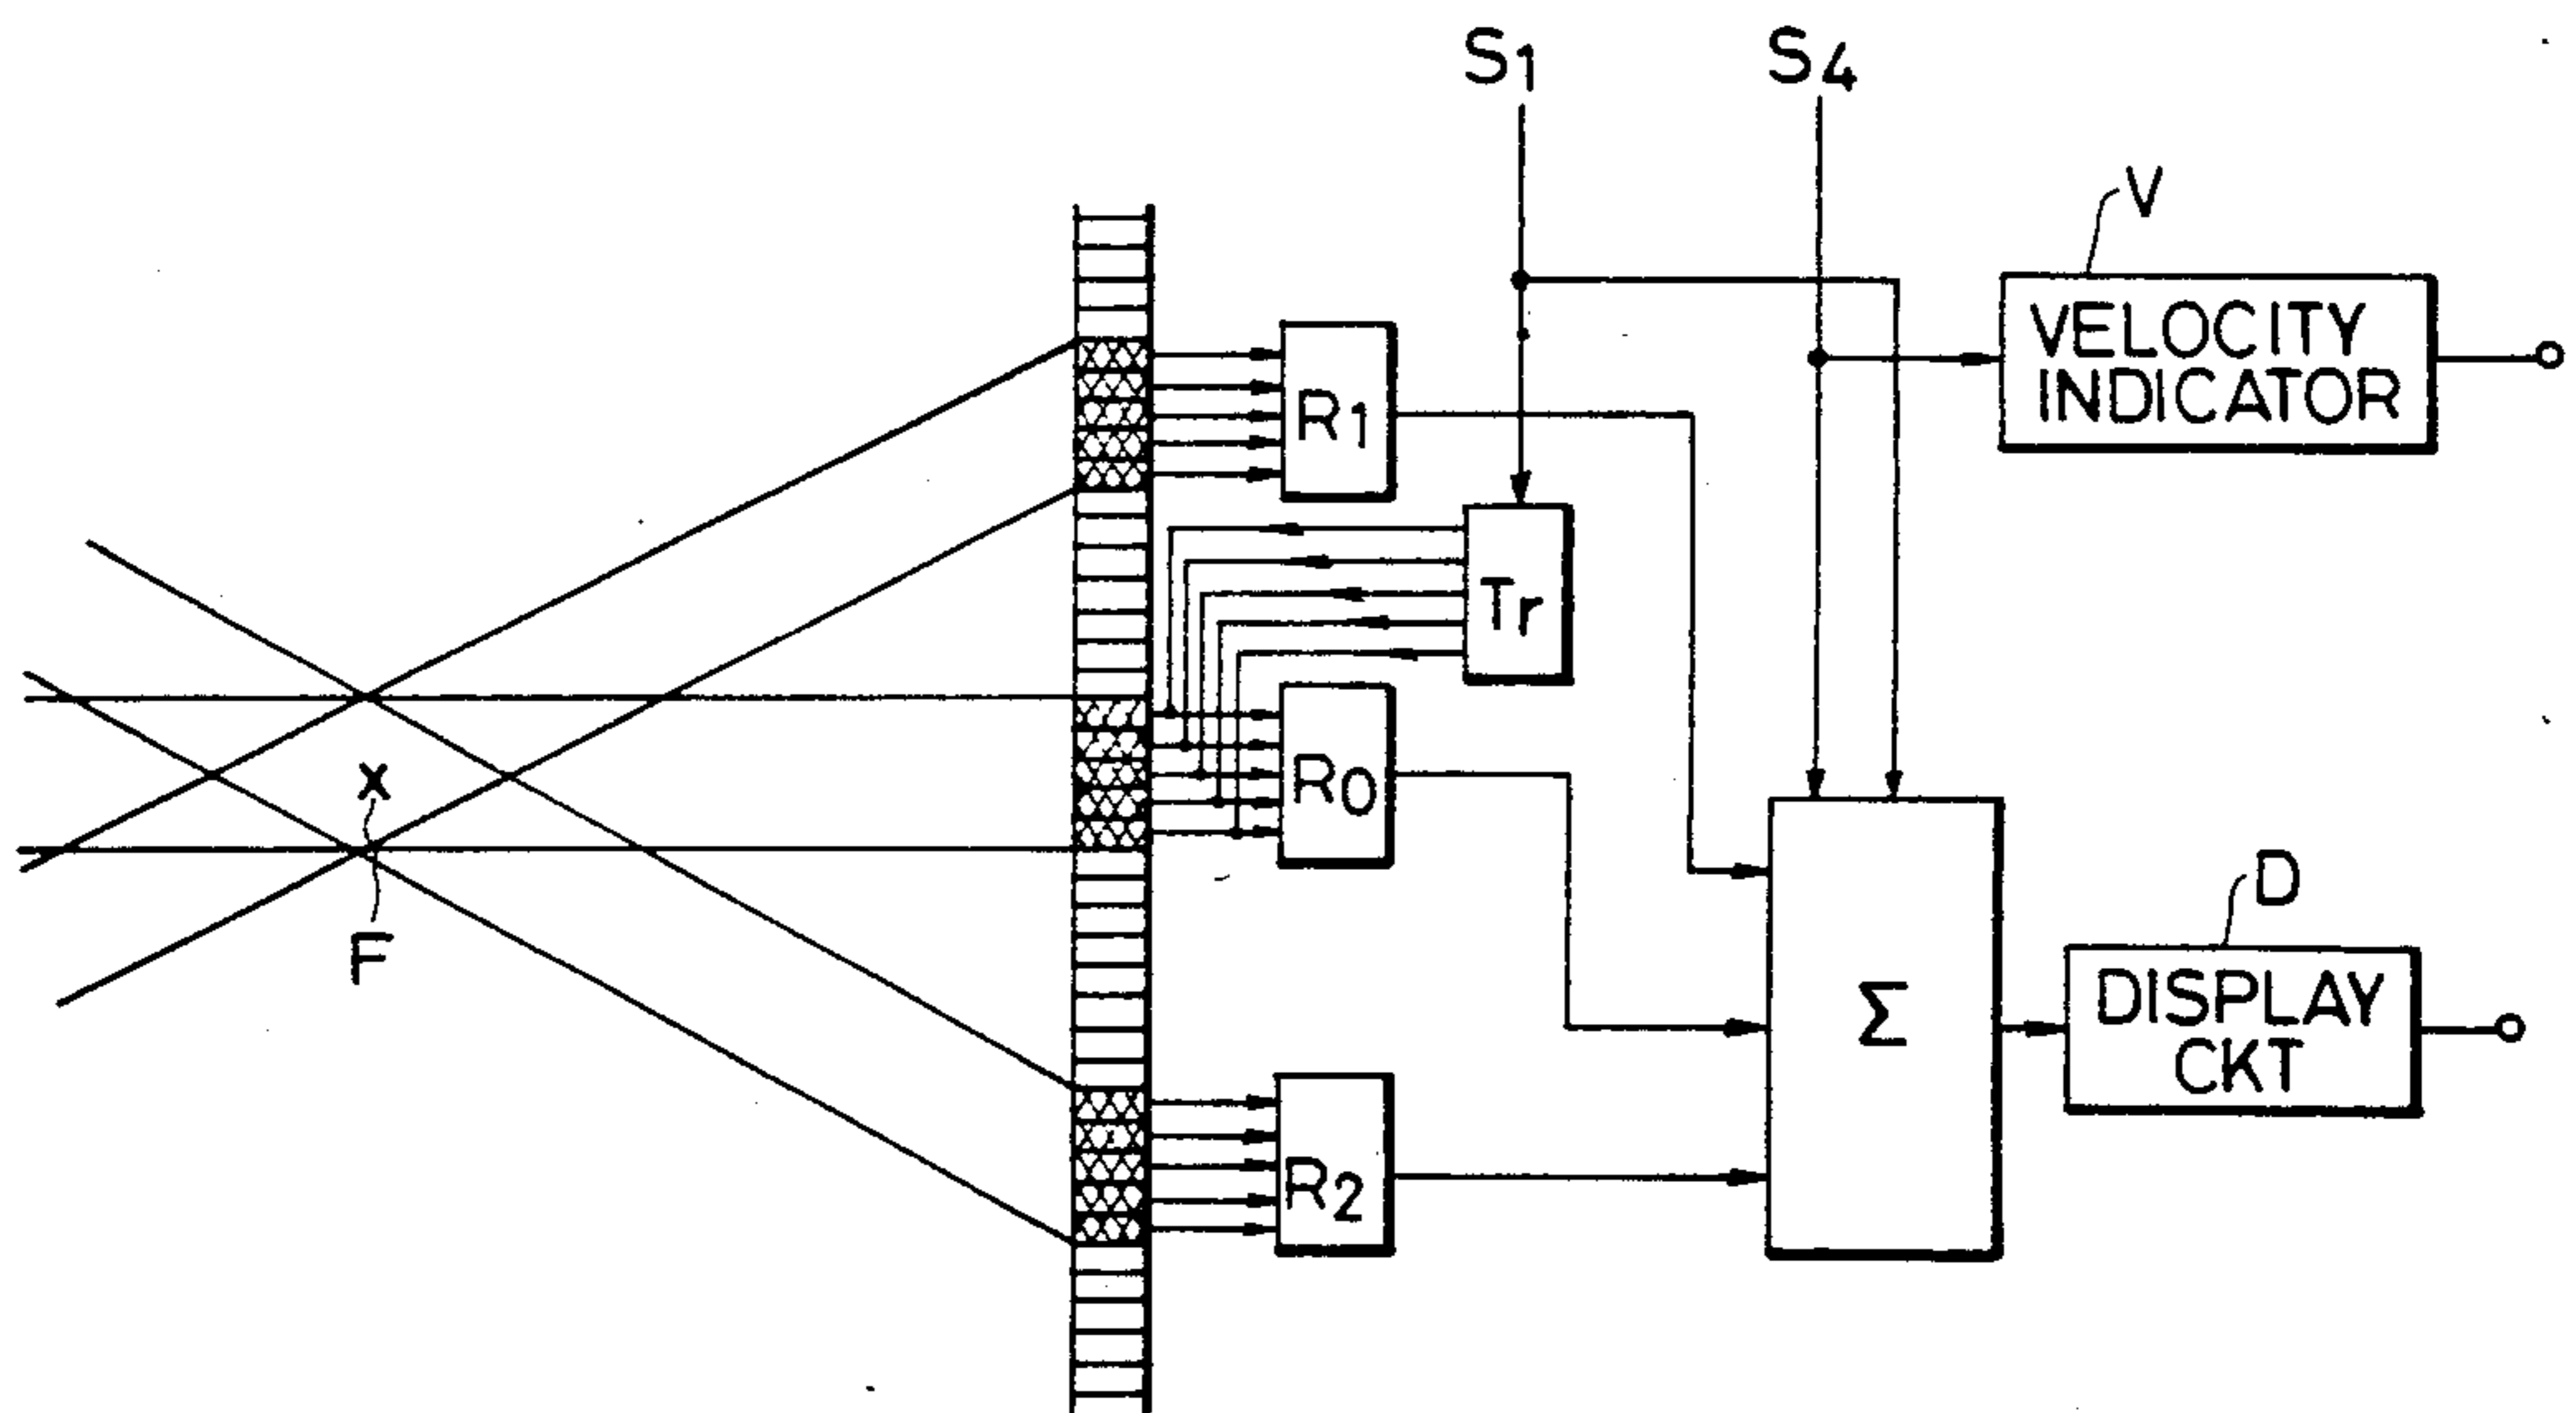 S1
S4
V
VELOCITY
INDICATOR
R1
Tr
X
R0
F
D
Σ
DISPLAY
CKT
R2